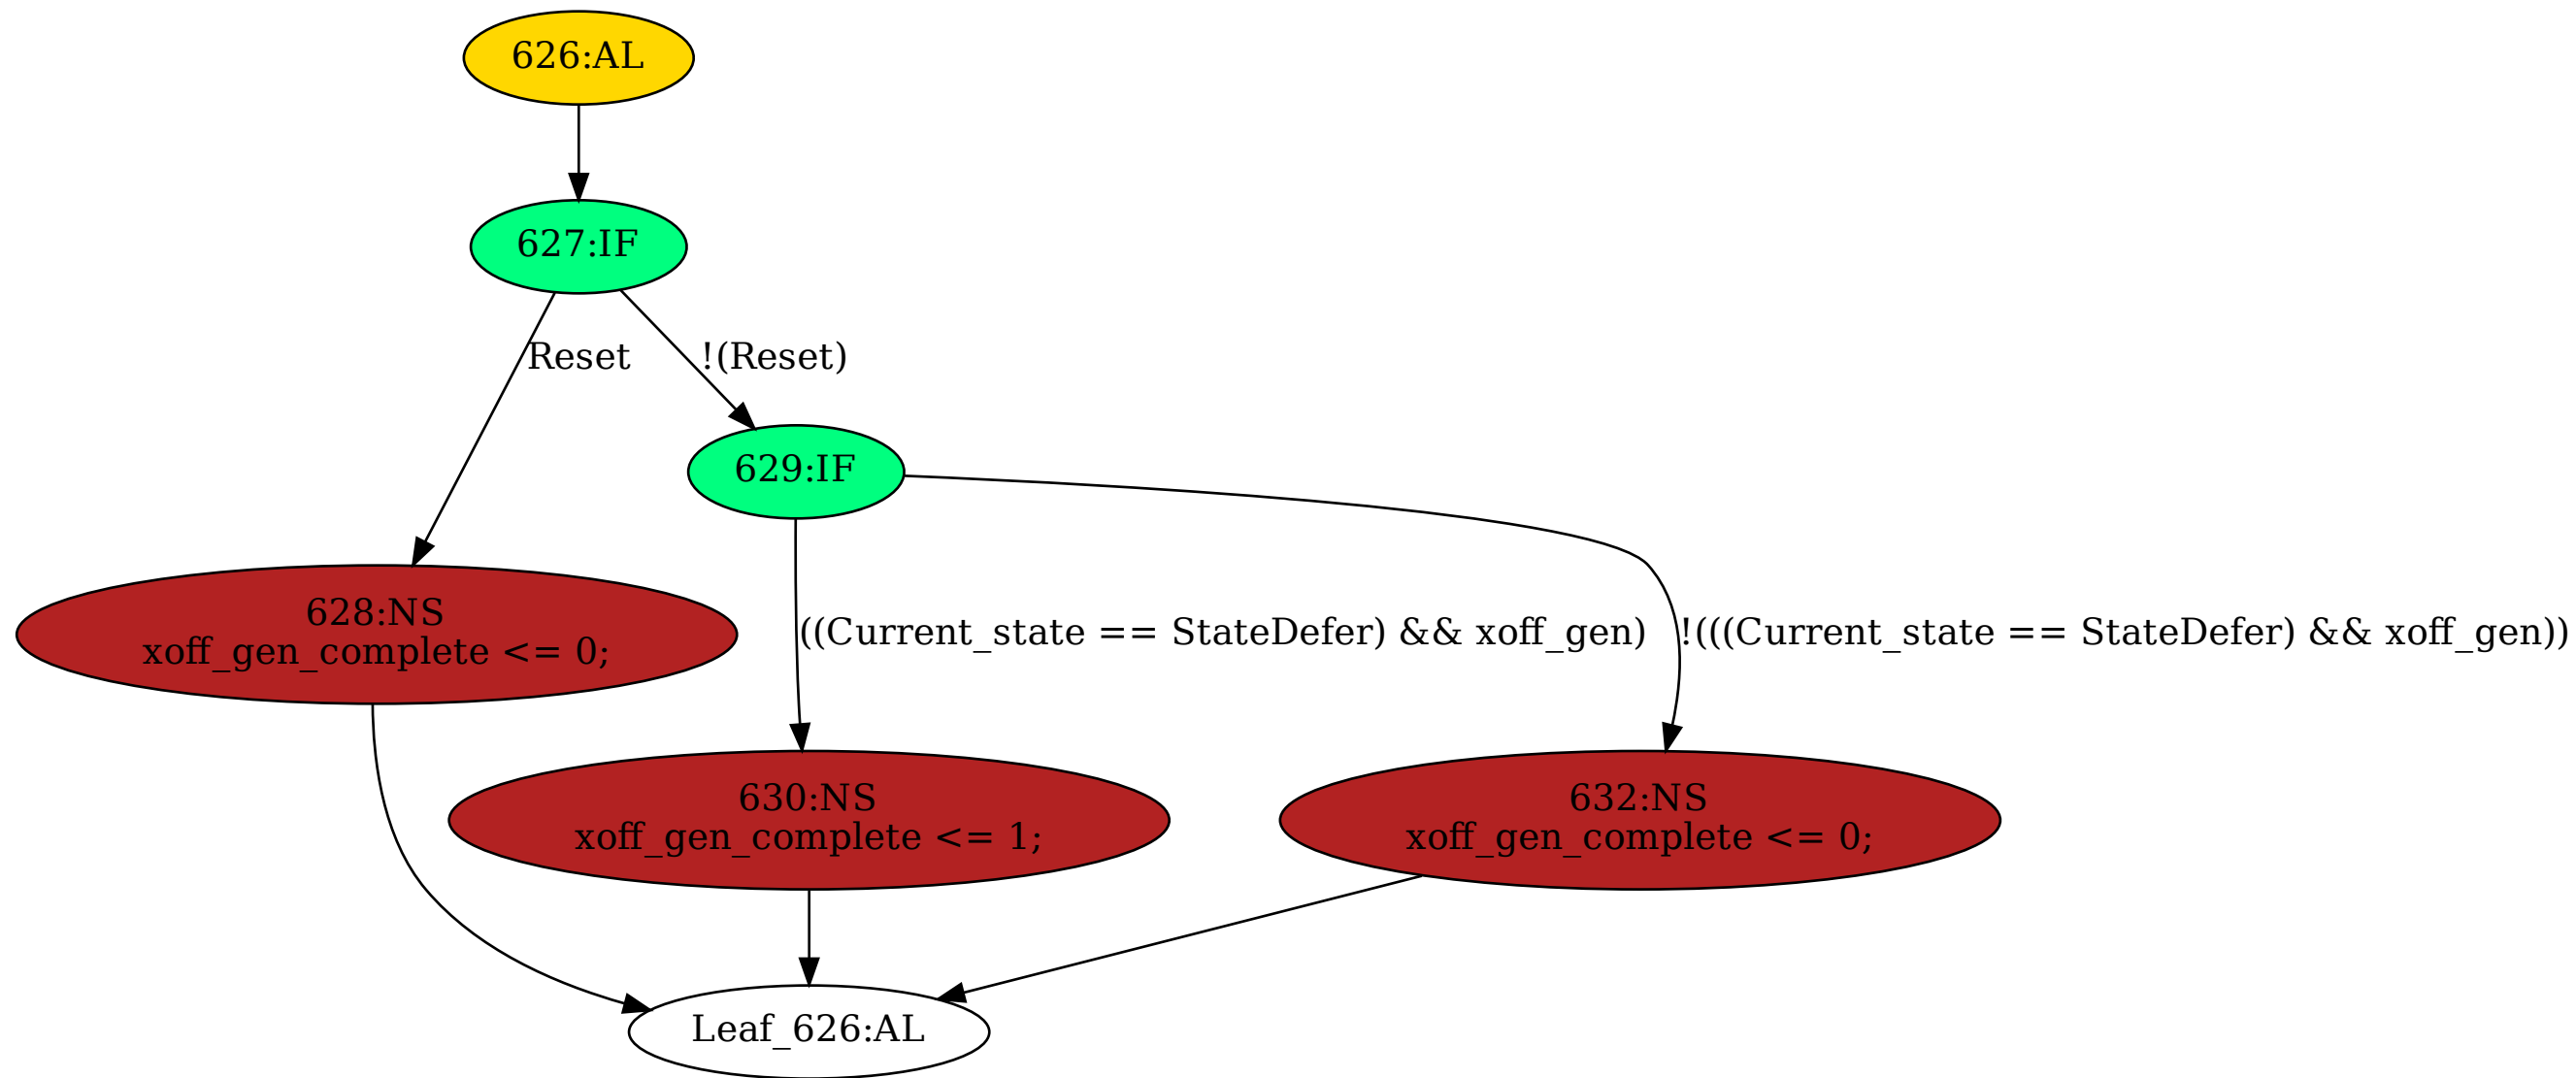 626:AL
627:IF
Reset
!(Reset)
629:IF
628:NS
xoff_gen_complete <= 0;
((Current_state == StateDefer) && xoff_gen)
!(((Current_state == StateDefer) && xoff_gen))
630:NS
xoff_gen_complete <= 1;
632:NS
xoff_gen_complete <= 0;
Leaf_626:AL